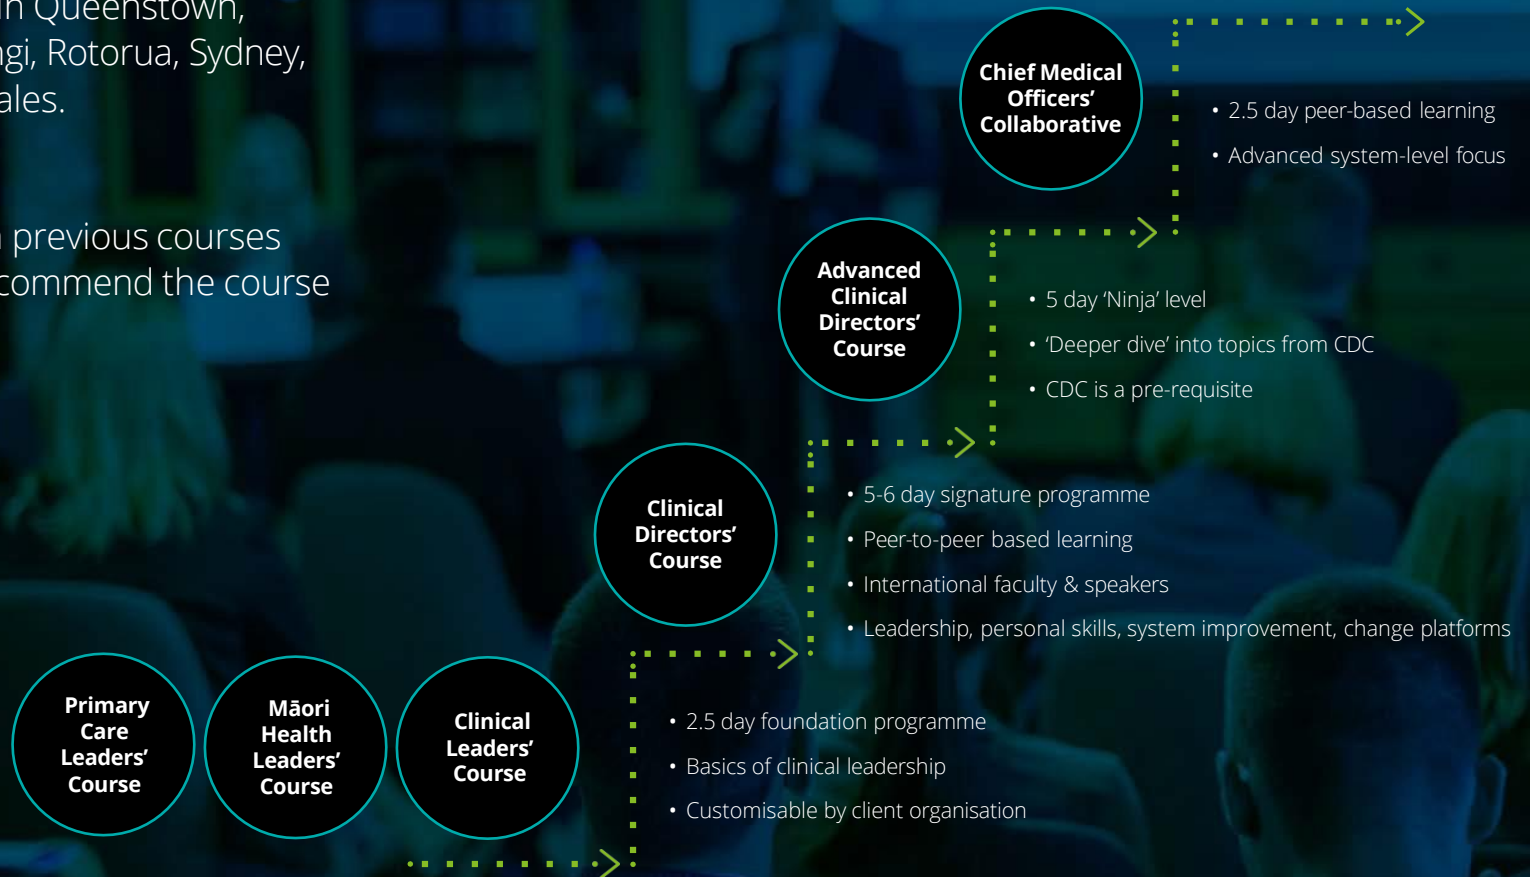 in Queenstown,
Rotorua, Sydney,
previous courses
the course
Chief Medical
Officers’
Collaborative
• 2.5 day peer-based learning
• Advanced system-level focus
Advanced
Clinical
Directors’
Course
• 5 day ‘Ninja’ level
• ‘Deeper dive’ into topics from CDC
• CDC is a pre-requisite
Clinical
Directors’
Course
• 5-6 day signature programme
• Peer-to-peer based learning
• International faculty & speakers
• Leadership, personal skills, system improvement, change platforms
Primary
Care
Leaders’
Course
Māori
Health
Leaders’
Course
Clinical
Leaders’
Course
• 2.5 day foundation programme
• Basics of clinical leadership
• Customisable by client organisation